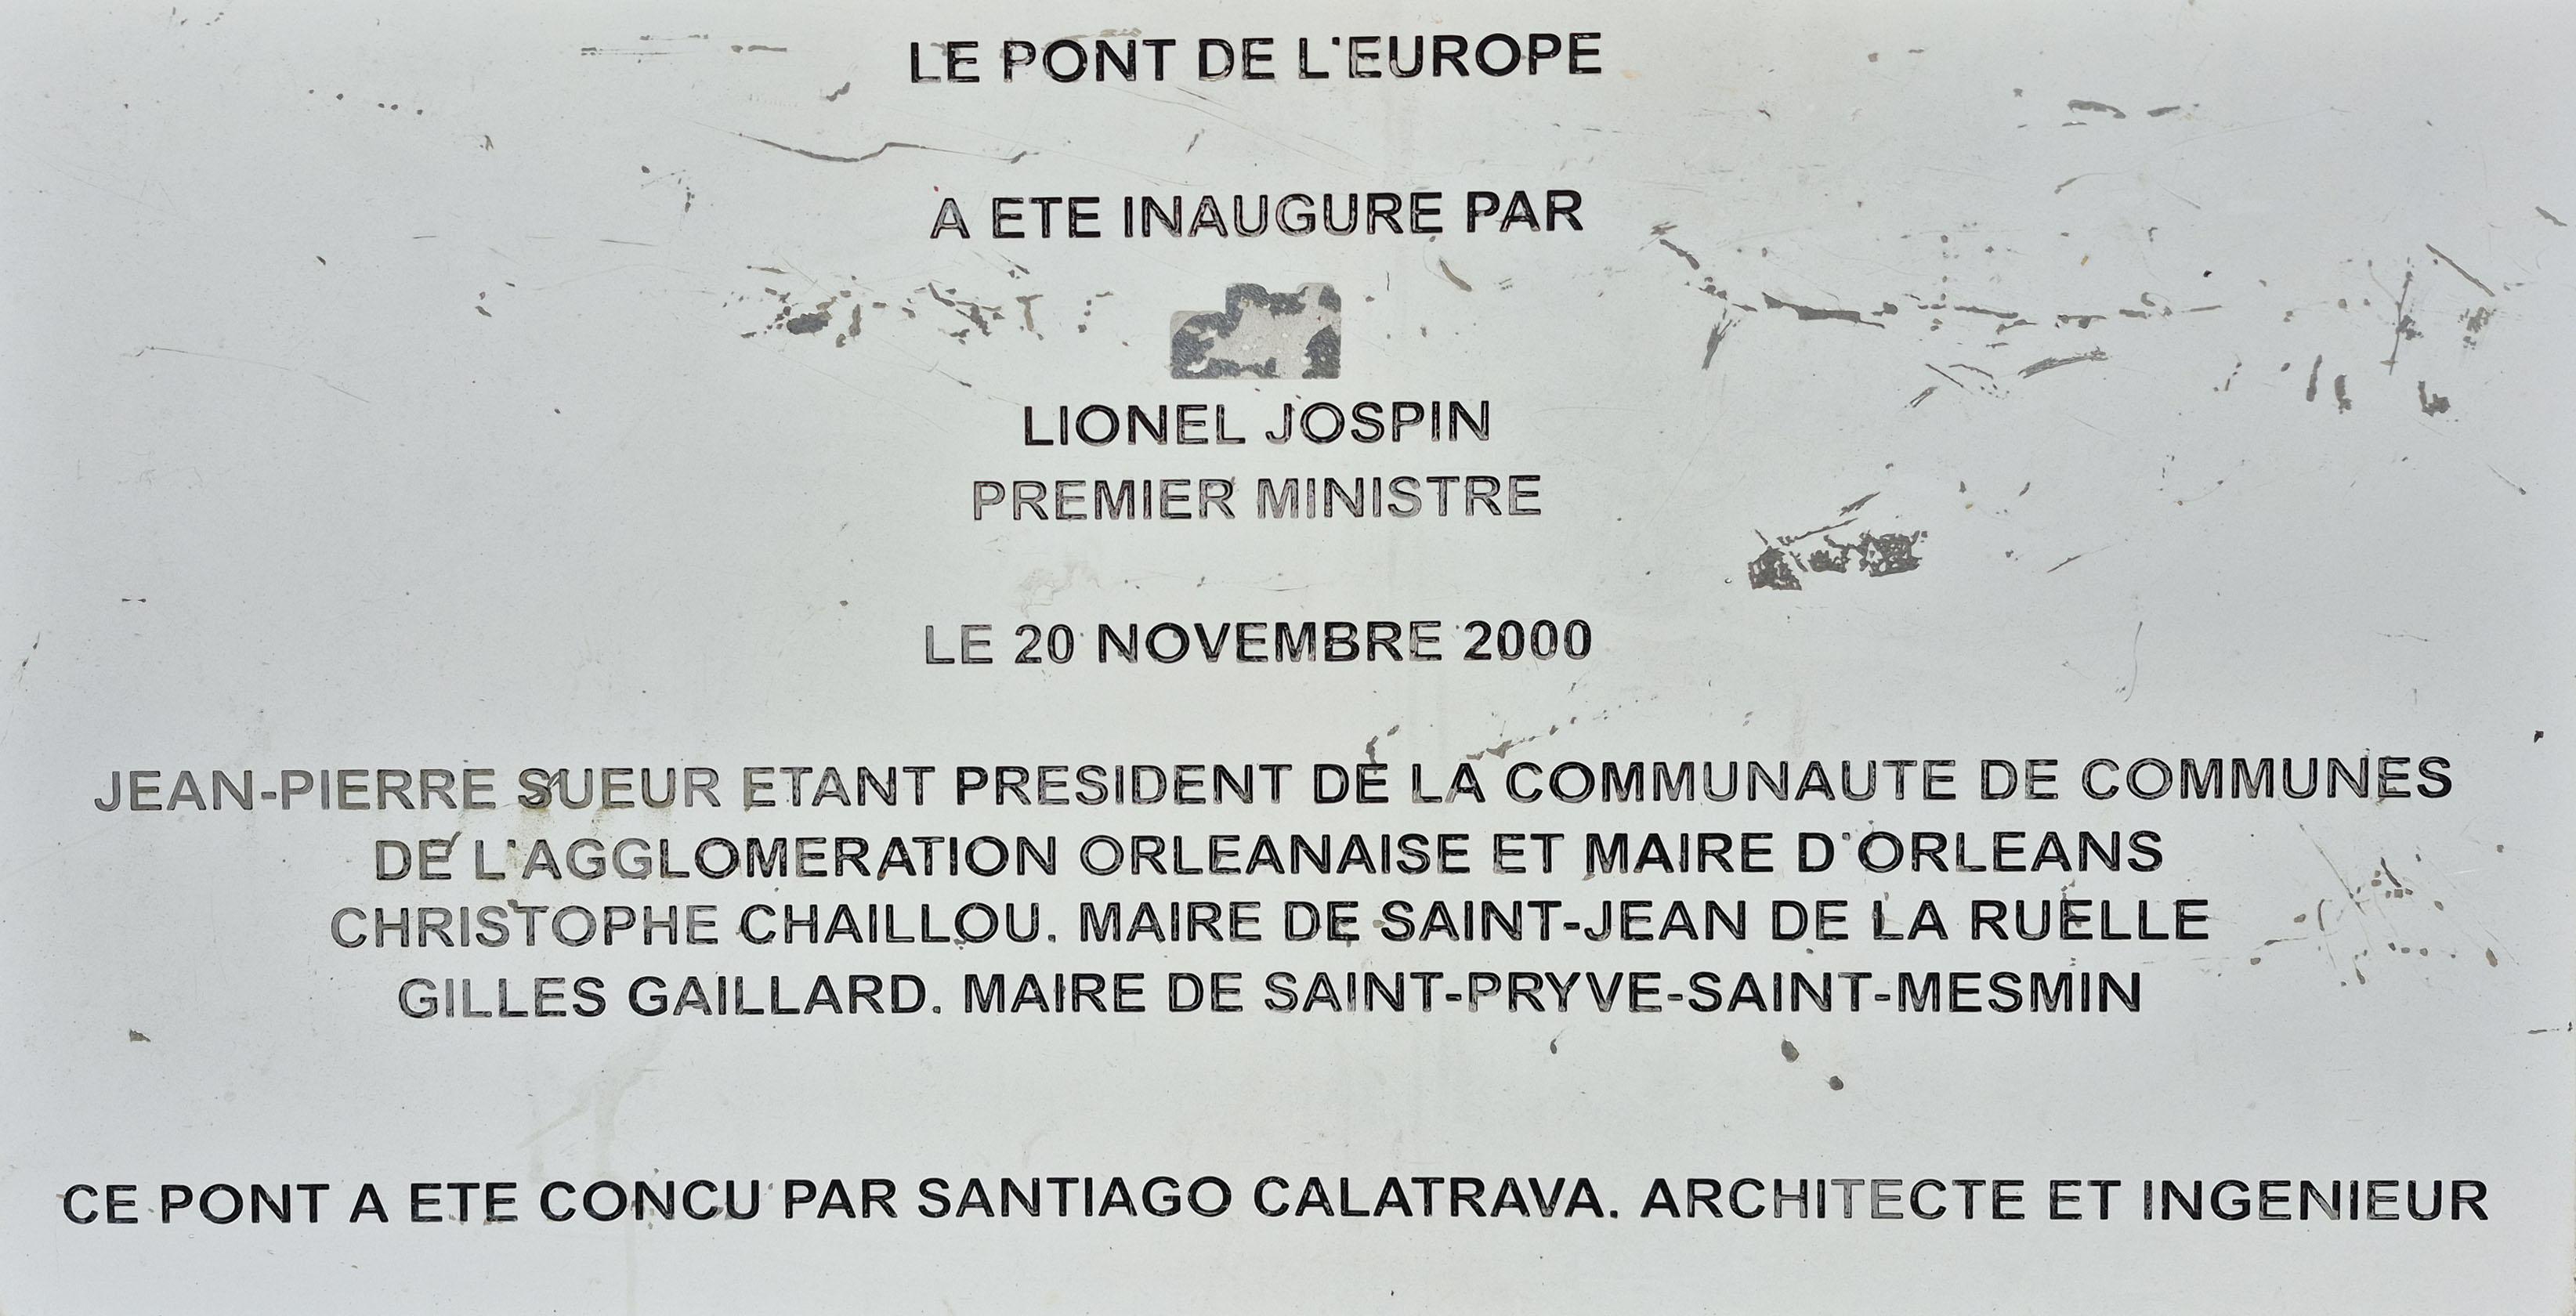 LE PONT DE L'EUROPE
A ETE INAUGURE PAR
LIONEL JOSPIN
PREMIER MINISTRE
LE 20 NOVEMBRE 2000
JEAN-PIERRE SUEUR ETANT PRESIDENT DE LA COMMUNAUTE DE COMMUNES
DE L'AGGLOMERATION ORLEANAISE ET MAIRE D'ORLEANS
CHRISTOPHE CHAILLOU. MAIRE DE SAINT-JEAN DE LA RUELLE
GILLES GAILLARD. MAIRE DE SAINT-PRYVE-SAINT-MESMIN
CE PONT A ETE CONCU PAR SANTIAGO CALATRAVA. ARCHITECTE ET INGENIEUR